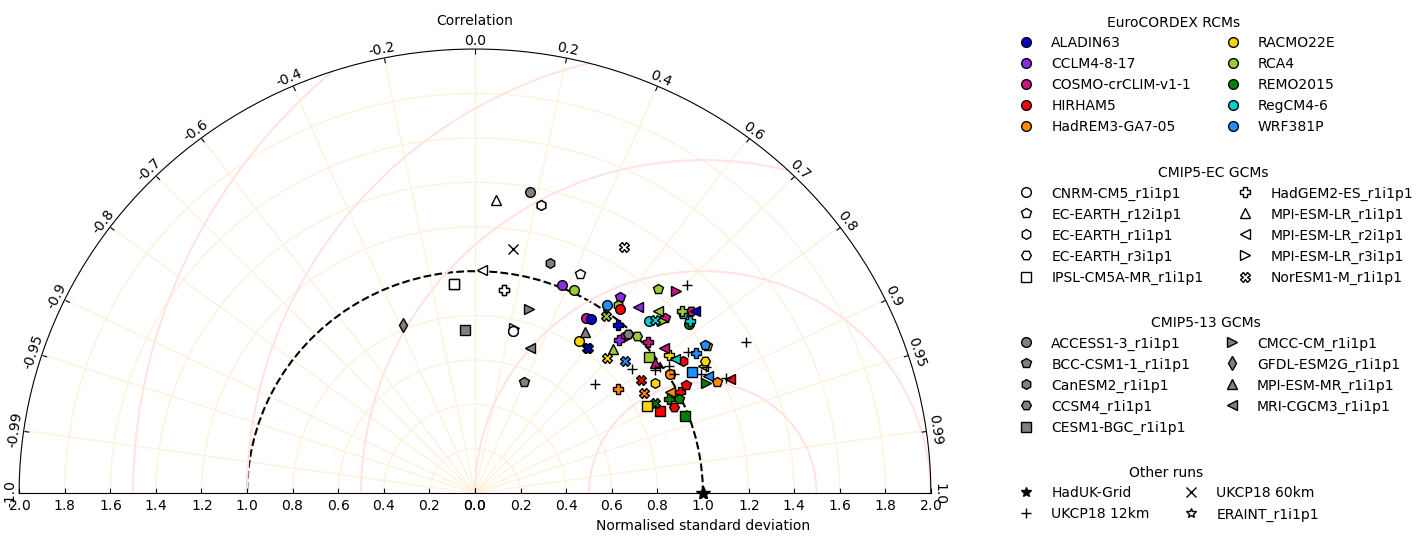 Correlation
-1.0
-0.99
-0.95
-0.9
-0.8
-0.7
-0.6
-0.4
-0.2
0.0
0.2
0.4
0.6
0.7
0.8
0.9
0.95
0.99
1.0
2.0 1.8 1.6 1.4 1.2 1.0 0.8 0.6 0.4 0.2 0.0 0.2 0.4 0.6 0.8 1.0 1.2 1.4 1.6 1.8 2.0
Normalised standard deviation
EuroCORDEX RCMs
ALADIN63 RACMO22E
CCLM4-8-17 RCA4
COSMO-crCLIM-v1-1 REMO2015
HIRHAM5 RegCM4-6
HadREM3-GA7-05 WRF381P
CMIP5-EC GCMs
CNRM-CM5_r1i1p1 HadGEM2-ES_r1i1p1
EC-EARTH_r12i1p1 MPI-ESM-LR_r1i1p1
EC-EARTH_r1i1p1 MPI-ESM-LR_r2i1p1
EC-EARTH_r3i1p1 MPI-ESM-LR_r3i1p1
IPSL-CM5A-MR_r1i1p1 NorESM1-M_r1i1p1
CMIP5-13 GCMs
ACCESS1-3_r1i1p1 CMCC-CM_r1i1p1
BCC-CSM1-1_r1i1p1 GFDL-ESM2G_r1i1p1
CanESM2_r1i1p1 MPI-ESM-MR_r1i1p1
CCSM4_r1i1p1 MRI-CGCM3_r1i1p1
CESM1-BGC_r1i1p1
Other runs
HadUK-Grid UKCP18 60km
UKCP18 12km ERAINT_r1i1p1